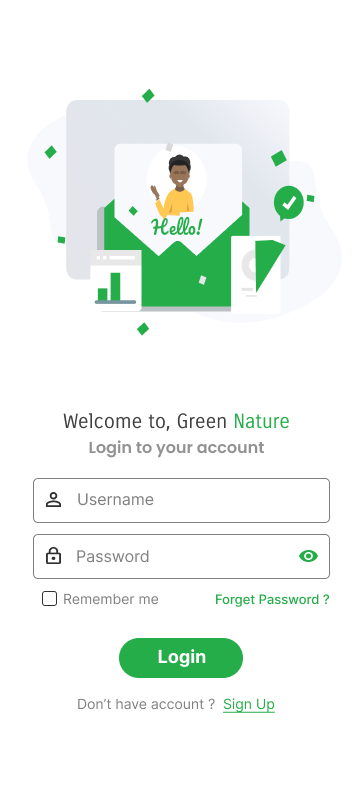 Hello!
Welcome to, Green Nature
Login to your account
Username
Password
Remember me
Forget Password ?
Login
Don't have account ? Sign Up